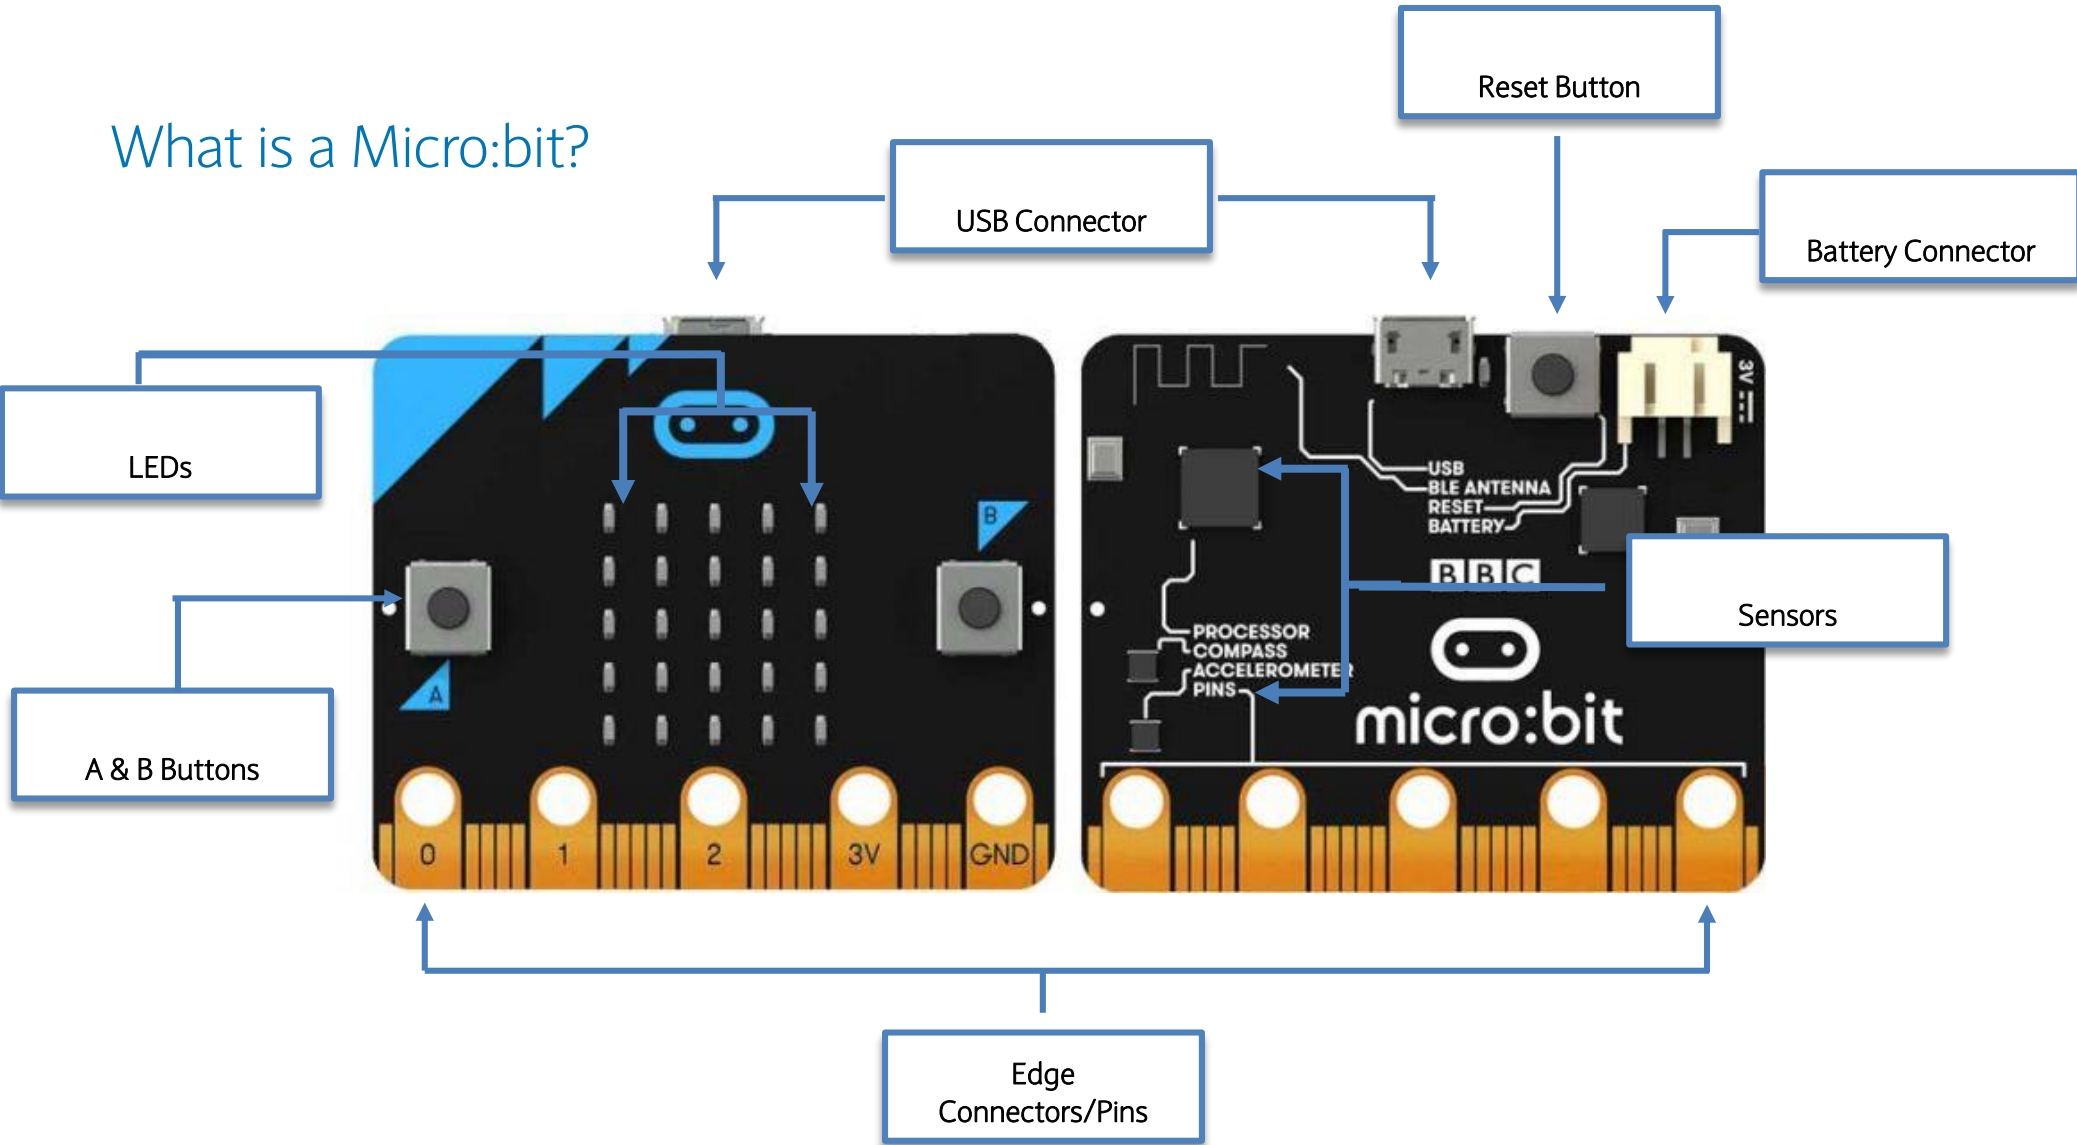 What is a Micro:bit?
Reset Button
USB Connector
Battery Connector
LEDs
A & B Buttons
Sensors
Edge
Connectors/Pins
B
A
0
1
2
3V
GND
3V
USB
BLE ANTENNA
RESET
BATTERY
BBC
PROCESSOR
COMPASS
ACCELEROMETER
PINS
micro:bit